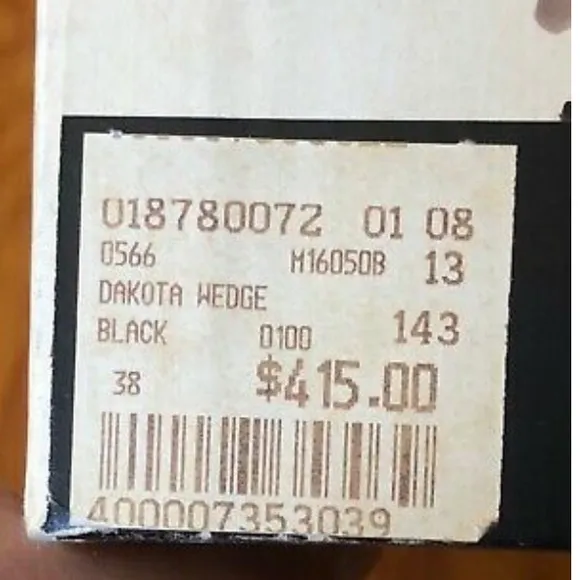 018780072 01 08
0566 M16050B 13
DAKOTA WEDGE
BLACK 0100 143
38 $415.00
400007353039